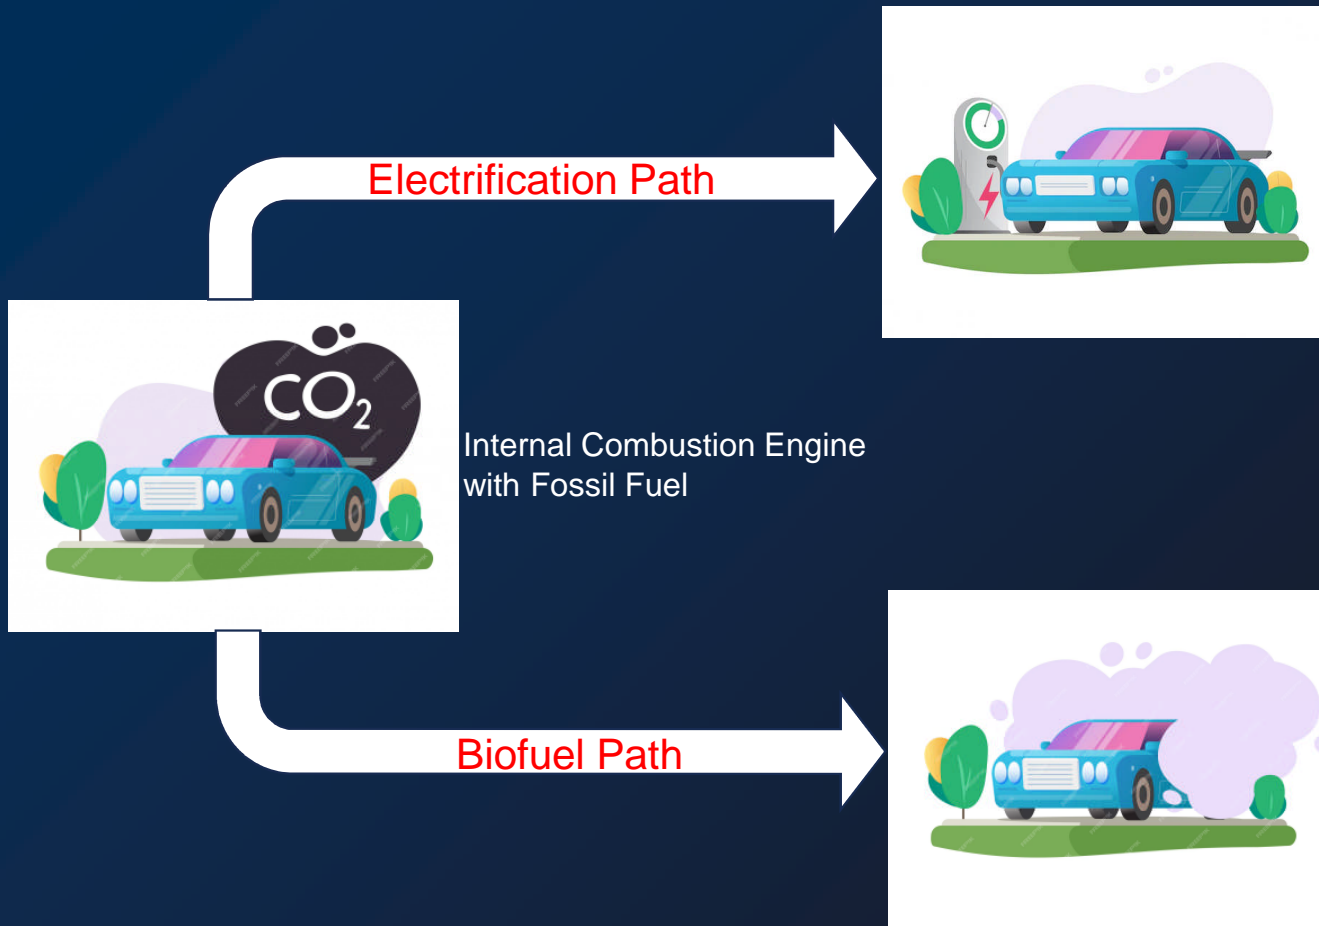 Electrification Path
CO₂
Internal Combustion Engine
with Fossil Fuel
Biofuel Path